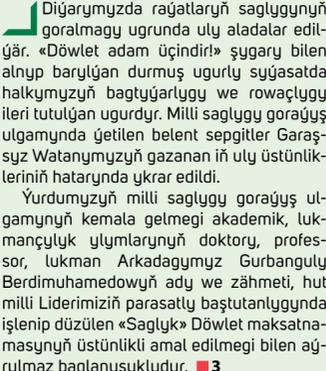 Diýarymyzda raýatlaryň saglygynyň
goralmagy ugrunda uly aladalar edil-
ýär. «Döwlet adam üçindir!» şygary bilen
alnyp barylýan durmuş ugurly syýasatda
halkymyzyň bagtyýarlygy we rowaçlygy
ileri tutulýan ugurdyr. Milli saglygy goraýyş
ulgamynda ýetilen belent sepgitler Garaş-
syz Watanymyzyň gazanan iň uly üstünlik-
leriniň hatarynda ykrar edildi.
Ýurdumyzyň milli saglygy goraýyş ul-
gamynyň kemala gelmegi akademik, luk-
mançylyk ylymlarynyň doktory, profes-
sor, lukman Arkadagymyz Gurbanguly
Berdimuhamedowyň ady we zähmeti, hut
milli Liderimiziň parasatly baştutanlygynda
işlenip düzülen «Saglyk» Döwlet maksatna-
masynyň üstünlikli amal edilmegi bilen aý-
rylmaz baglanyşyklydyr. 3